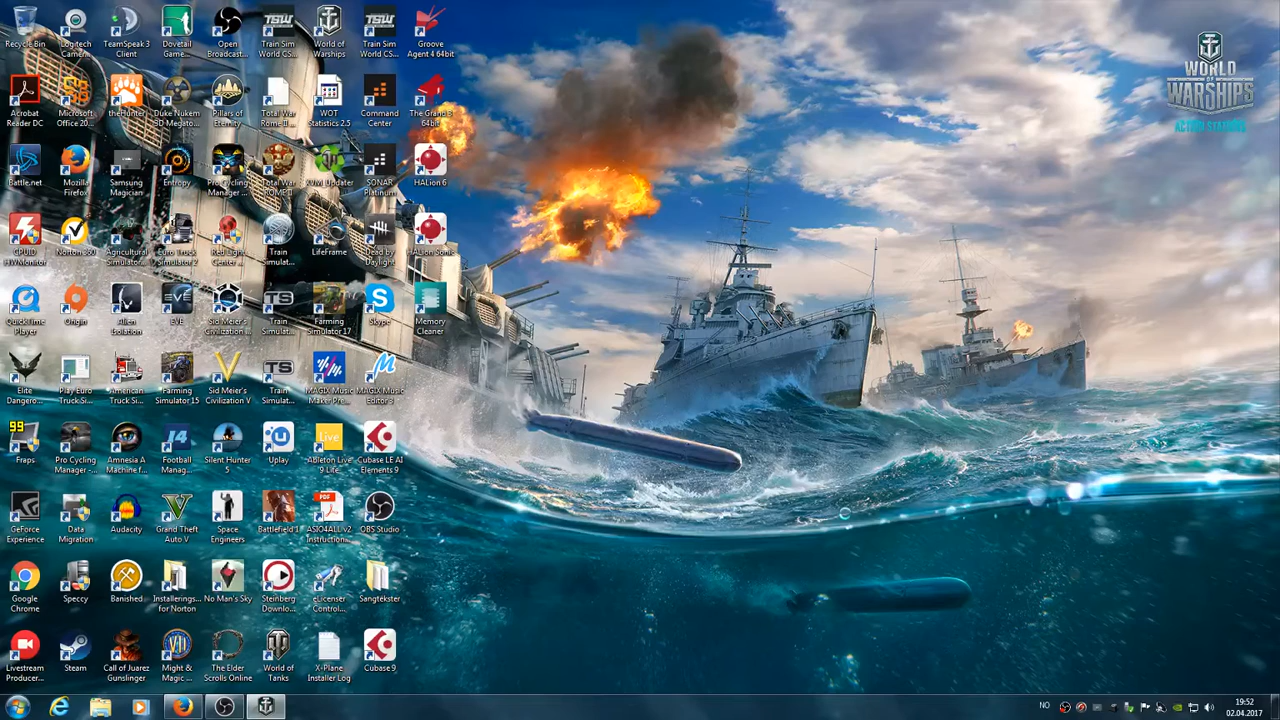 Recycle Bin
Logitech Camera...
TeamSpeak 3 Client
Dovetail Game...
Open Broadcast...
Train Sim World CS...
World of Warships
Train Sim World CS...
Groove Agent 4 64bit
Acrobat Reader DC
Microsoft Office 20...
theHunter
Duke Nukem 3D Megato...
Pillars of Eternity
Total War Rome II ...
WOT Statistics 2.5
Command Center
The Grand 3 64bit
Battle.net
Mozilla Firefox
Samsung Magician
Entropy
Pro Cycling Manager ...
Total War ROME II
KVM_Updater
SONAR Platinum
HALion 6
CPUID HWMonitor
Norton 360
Agricultural Simulator...
Euro Truck Simulator 2
Red Light Center ...
Train Simulat...
LifeFrame
Dead by Daylight
HALion Sonic
QuickTime Player
Origin
Alien Isolation
EVE
Sid Meier's Civilization...
Train Simulat...
Farming Simulator 17
Skype
Memory Cleaner
Elite Dangero...
Play Euro Truck Si...
American Truck Si...
Farming Simulator 15
Sid Meier's Civilization V
Train Simulat...
MAGIX Music Maker Pre...
MAGIX Music Editor 3
Fraps
Pro Cycling Manager -...
Amnesia A Machine f...
Football Manag...
Silent Hunter 5
Uplay
Ableton Live 9 Lite
Cubase LE AI Elements 9
GeForce Experience
Data Migration
Audacity
Grand Theft Auto V
Space Engineers
Battlefield 1
ASIO4ALL v2 Instruction...
OBS Studio
Google Chrome
Speccy
Banished
Installerings... for Norton
No Man's Sky
Steinberg Downlo...
eLicenser Control...
Sangtekster
Livestream Producer...
Steam
Call of Juarez Gunslinger
Might & Magic ...
The Elder Scrolls Online
World of Tanks
X-Plane Installer Log
Cubase 9
WORLD
OF
WARSHIPS
ACTION STATIONS
NO
19:52
02.04.2017